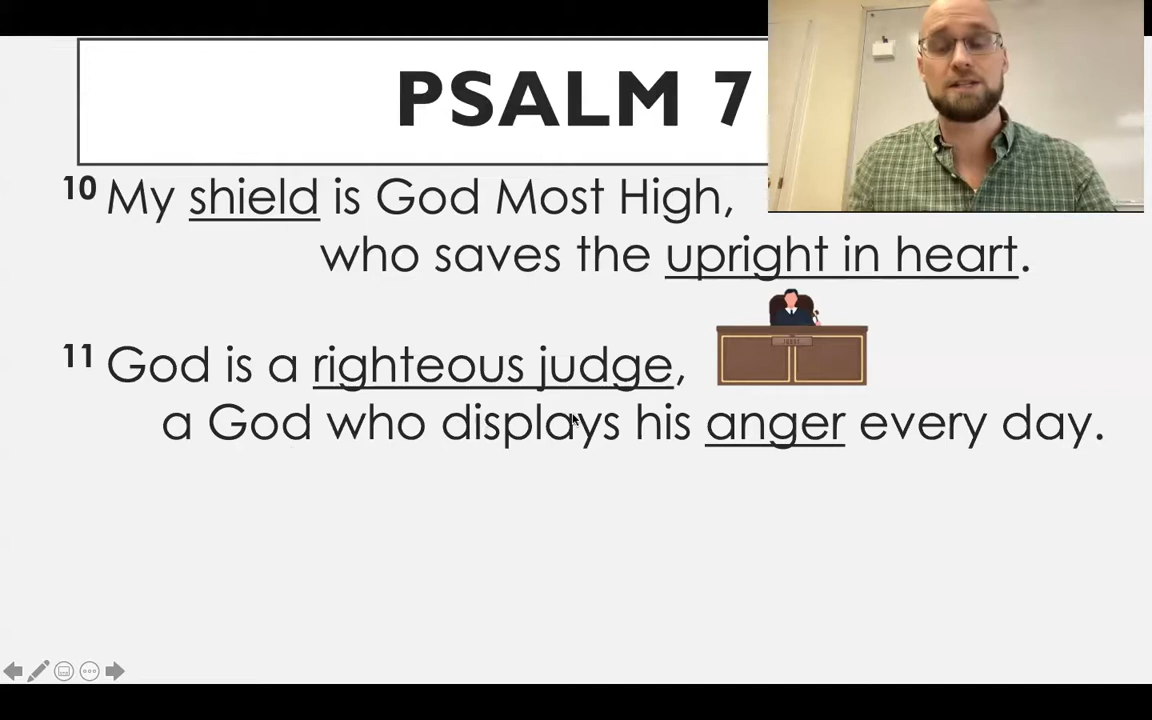 PSALM 7
10 My shield is God Most High,
who saves the upright in heart.
11 God is a righteous judge,
a God who displays his anger every day.